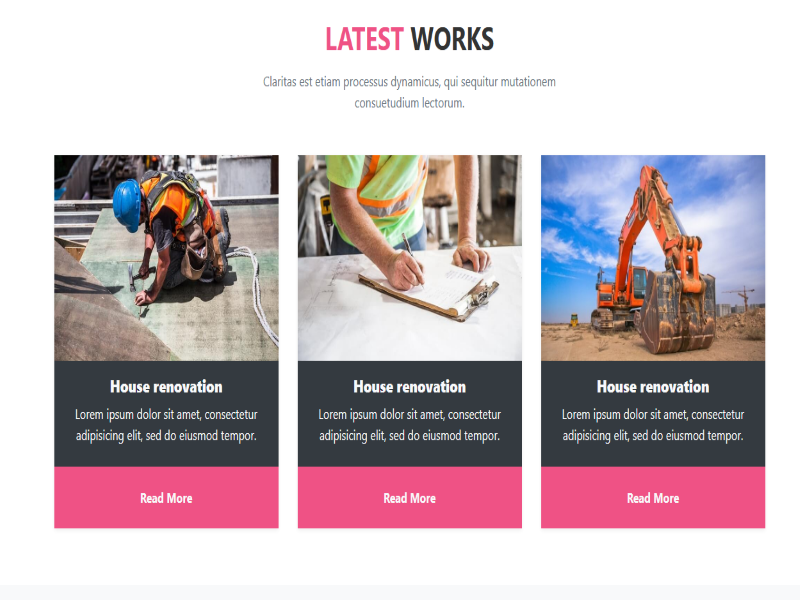 LATEST WORKS
Claritas est etiam processus dynamicus, qui sequitur mutationem
consuetudium lectorum.
House renovation
Lorem ipsum dolor sit amet, consectetur
adipisicing elit, sed do eiusmod tempor.
Read More
House renovation
Lorem ipsum dolor sit amet, consectetur
adipisicing elit, sed do eiusmod tempor.
Read More
House renovation
Lorem ipsum dolor sit amet, consectetur
adipisicing elit, sed do eiusmod tempor.
Read More